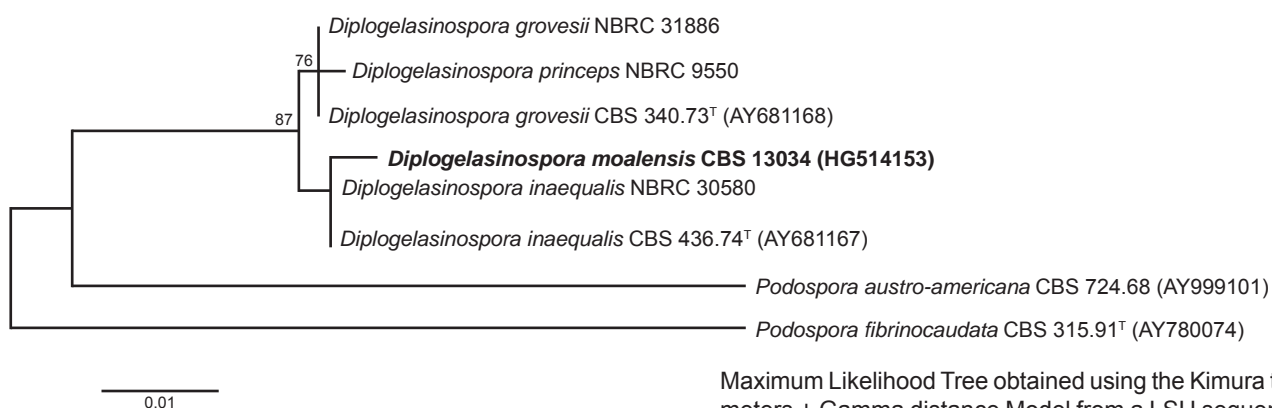 Diplogelasinospora grovesii NBRC 31886
76
Diplogelasinospora princeps NBRC 9550
Diplogelasinospora grovesii CBS 340.73ᵀ (AY681168)
87
Diplogelasinospora moalensis CBS 13034 (HG514153)
Diplogelasinospora inaequalis NBRC 30580
Diplogelasinospora inaequalis CBS 436.74ᵀ (AY681167)
Podospora austro-americana CBS 724.68 (AY999101)
Podospora fibrinocaudata CBS 315.91ᵀ (AY780074)
0.01
Maximum Likelihood Tree obtained using the Kimura
meters + Gamma distance Model from a LSU